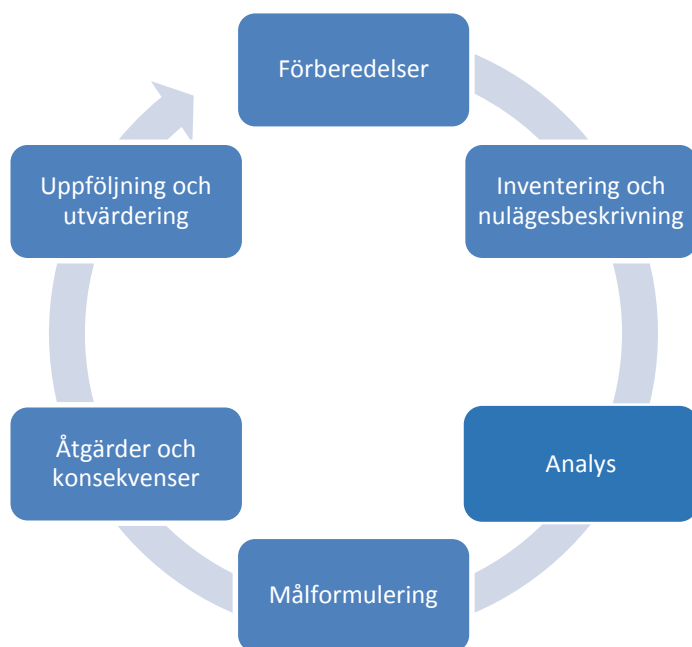 Förberedelser
Inventering och
nulägesbeskrivning
Analys
Målformulering
Åtgärder och
konsekvenser
Uppföljning och
utvärdering